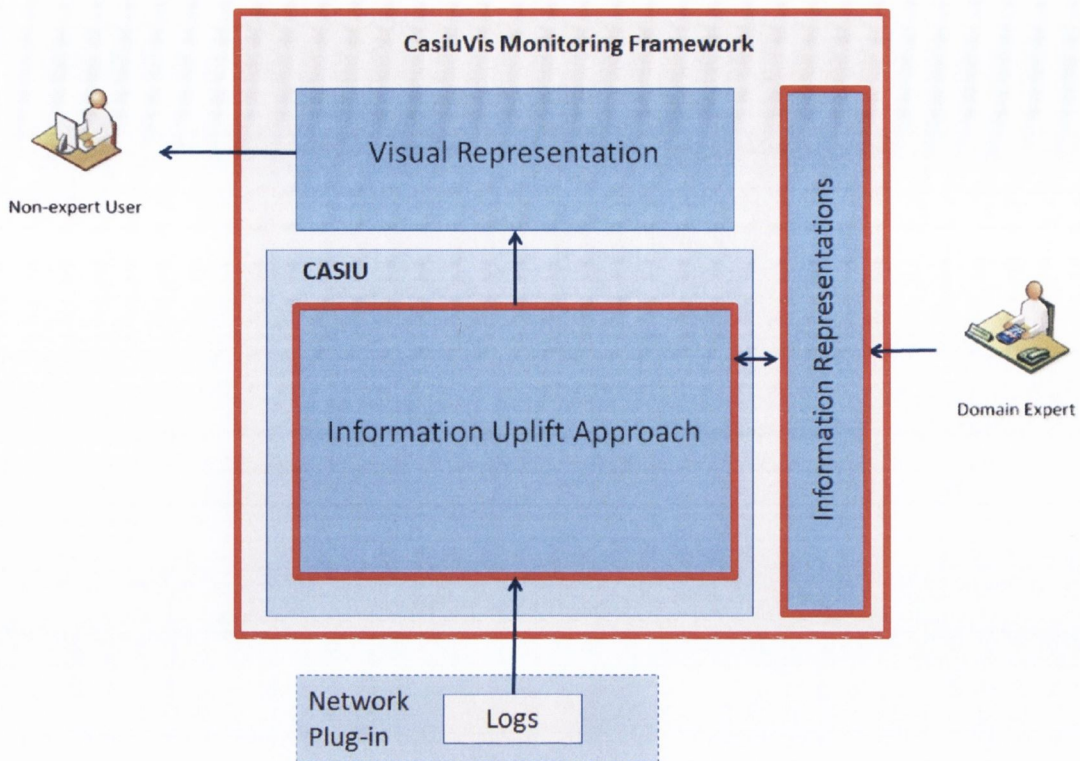 CasiuVis Monitoring Framework
Visual Representation
Non-expert User
CASIU
Information Uplift Approach
Information Representations
Domain Expert
Network
Plug-in
Logs